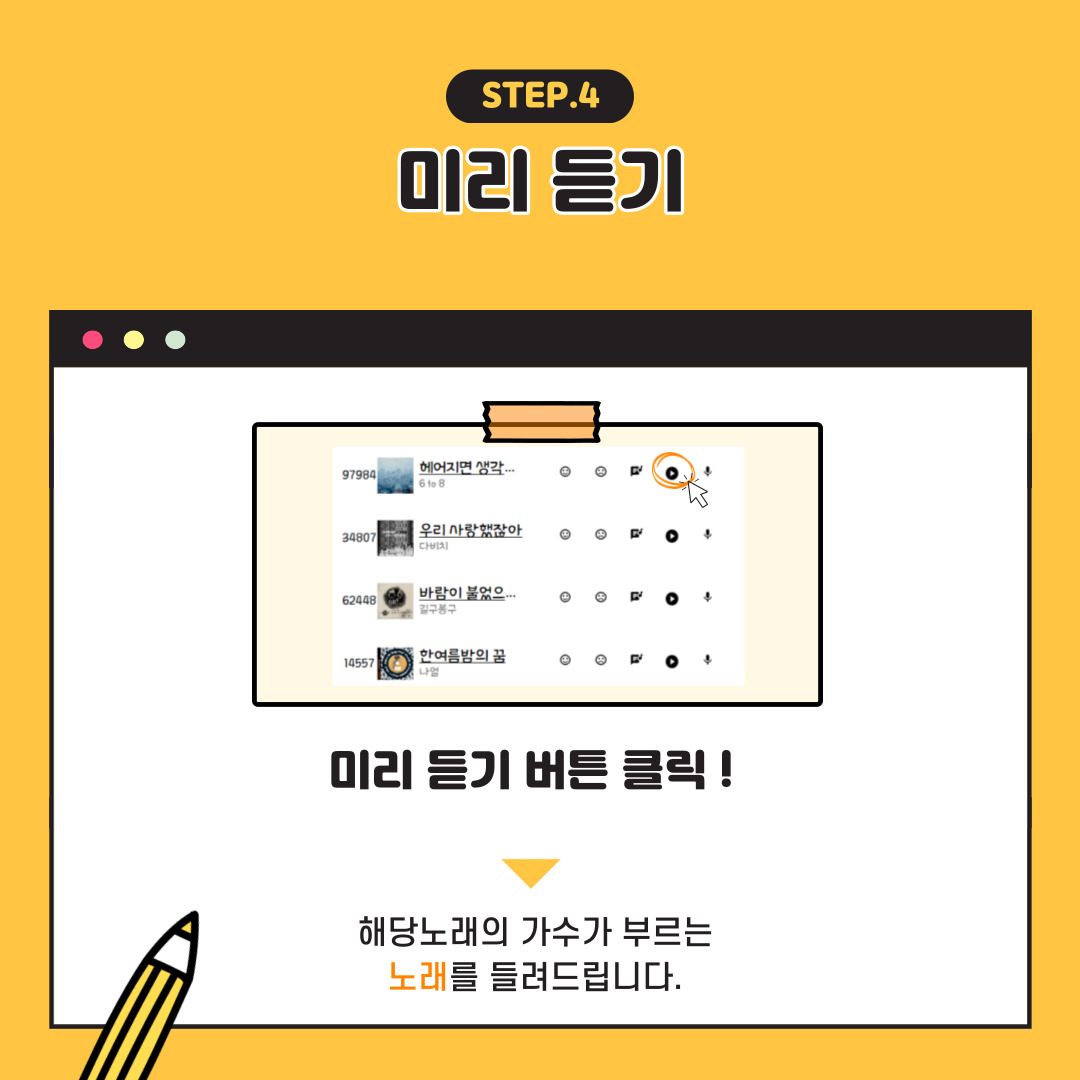 STEP.4
미리 듣기
97984 헤어지면 생각...
6 to 8
34807 우리 사랑했잖아
다비치
62448 바람이 불었으...
길구봉구
14557 한여름밤의 꿈
나얼
미리 듣기 버튼 클릭 !
해당노래의 가수가 부르는
노래를 들려드립니다.